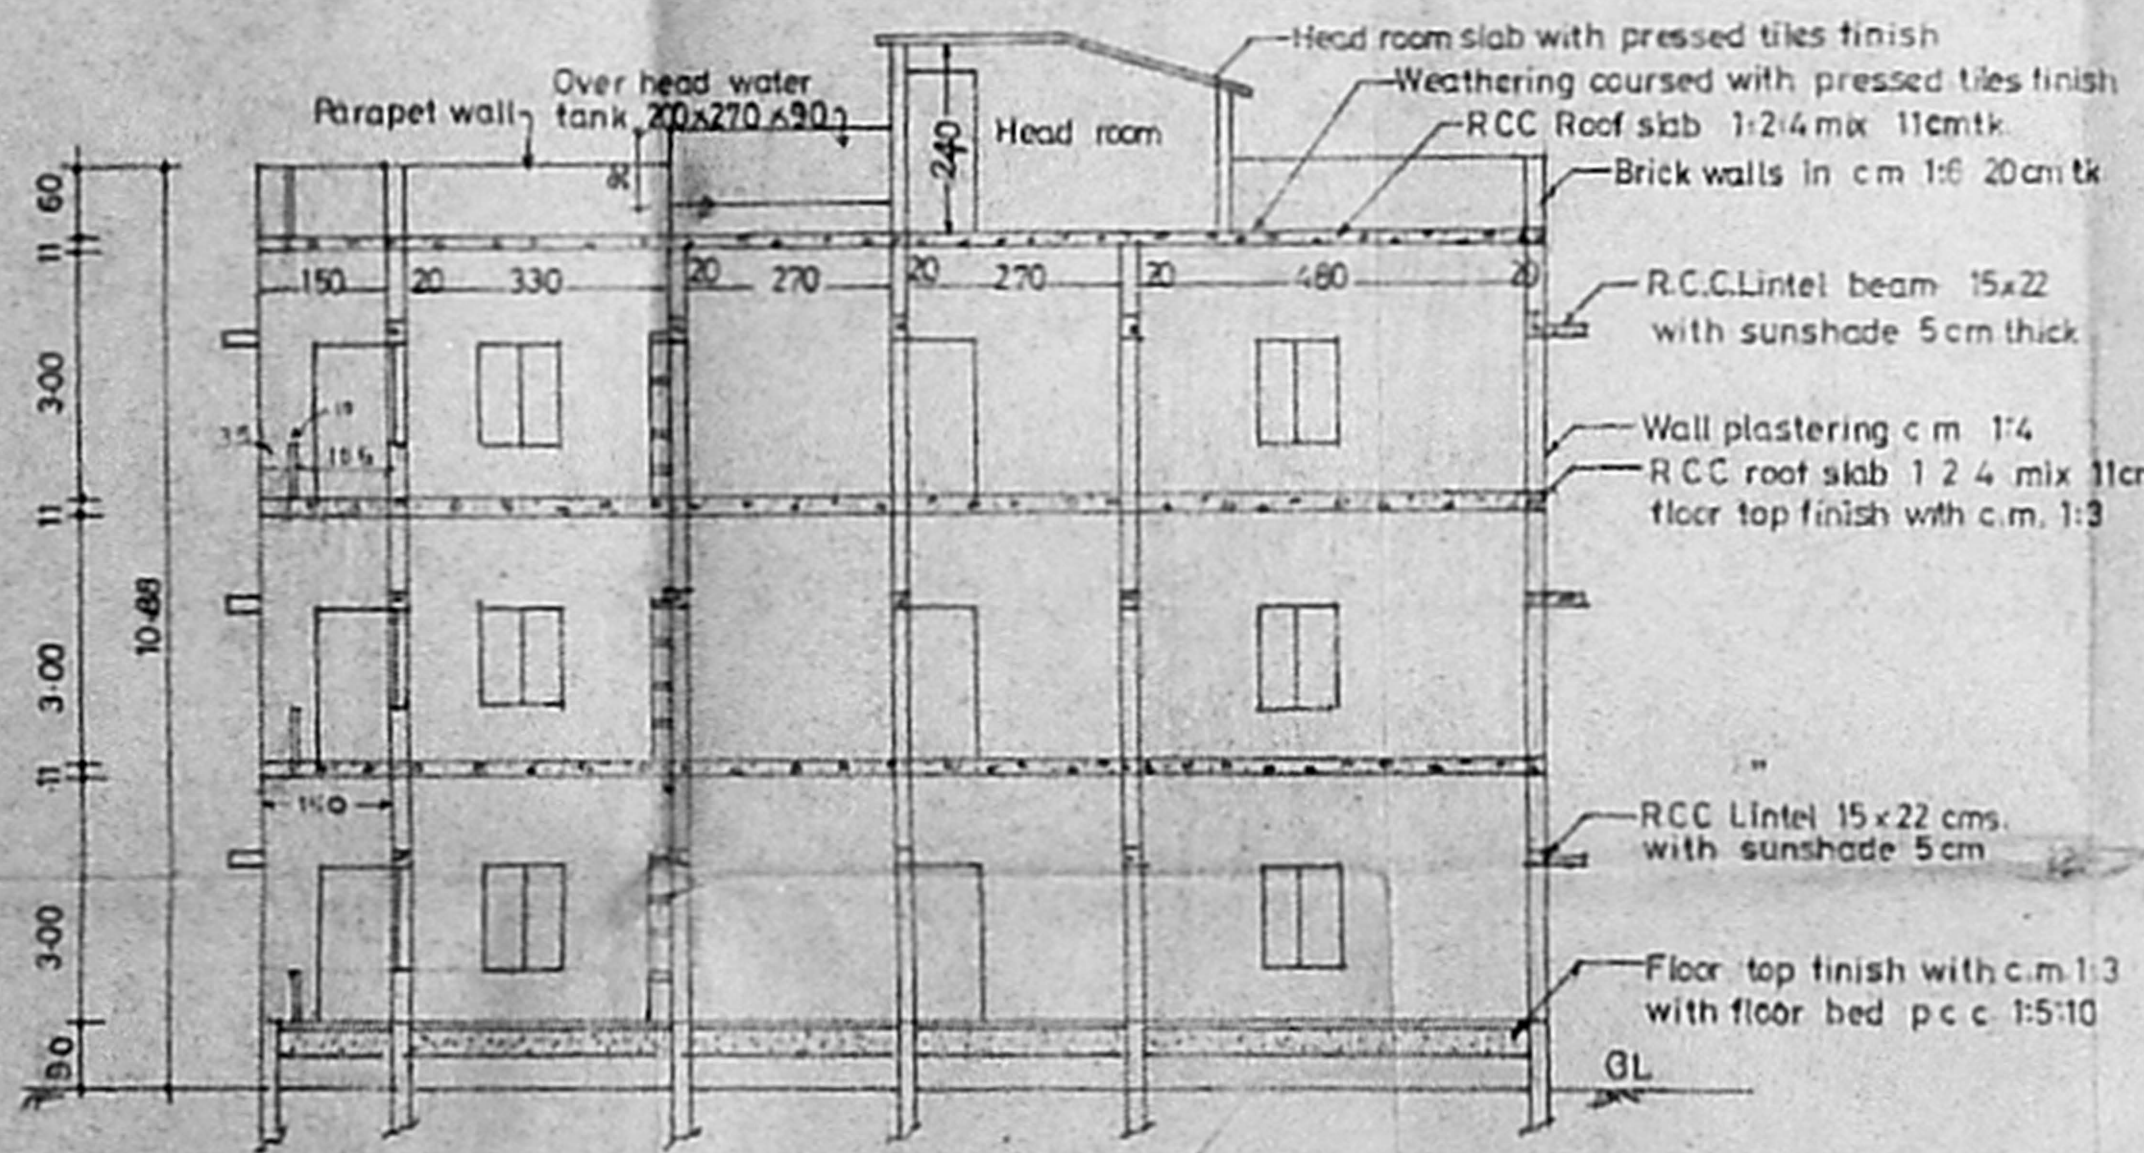 Head room slab with pressed tiles finish
Weathering coursed with pressed tiles finish
RCC Roof slab 1:2:4 mix 11cmtk.
Brick walls in c m 1:6 20cm tk
Over head water
tank 200x270x90
Parapet wall
Head room
240
60
11
150 20 330 20 270 20 270 20 480 20
R.C.C.Lintel beam 15x22
with sunshade 5cm thick
3·00
10
35
Wall plastering c m 1:4
RCC roof slab 1 2 4 mix 11cm
floor top finish with c.m. 1:3
11
3·00
10·88
11
"
150
RCC Lintel 15x22 cms.
with sunshade 5cm
3·00
Floor top finish with c.m 1:3
with floor bed p c c 1:5:10
90
GL